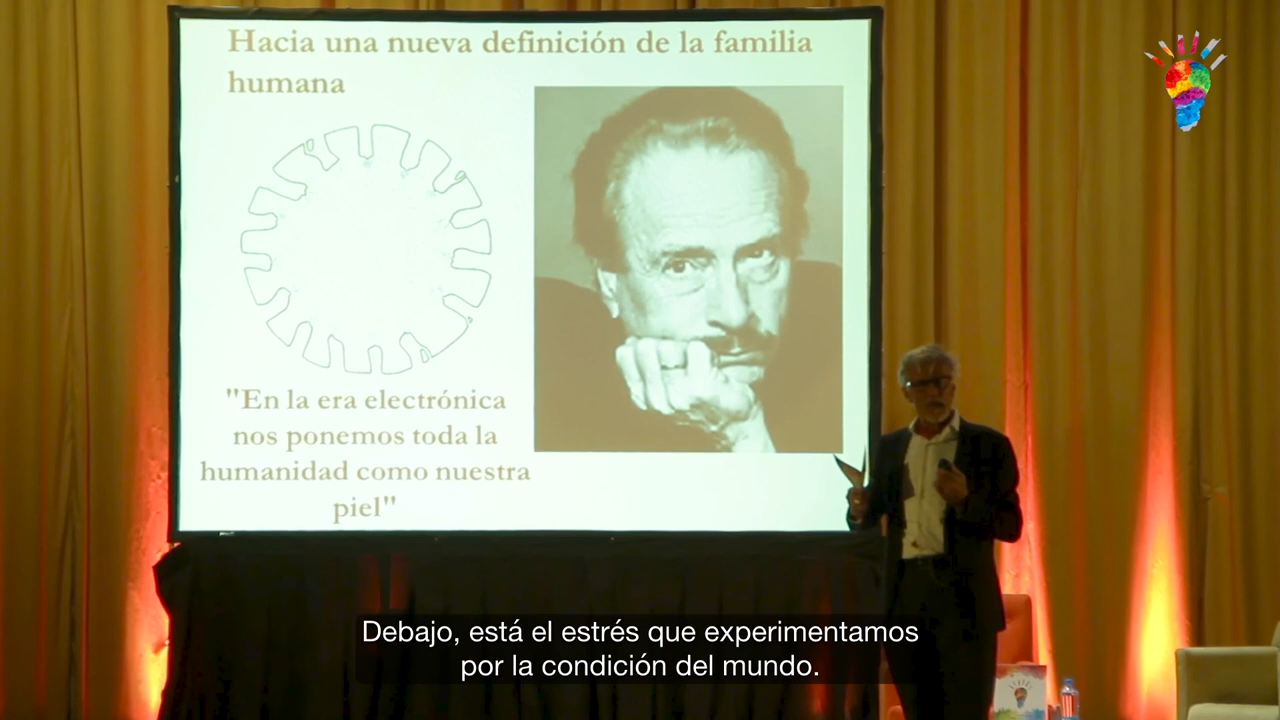 Hacia una nueva definición de la familia
humana
"En la era electrónica
nos ponemos toda la
humanidad como nuestra
piel"
Debajo, está el estrés que experimentamos
por la condición del mundo.